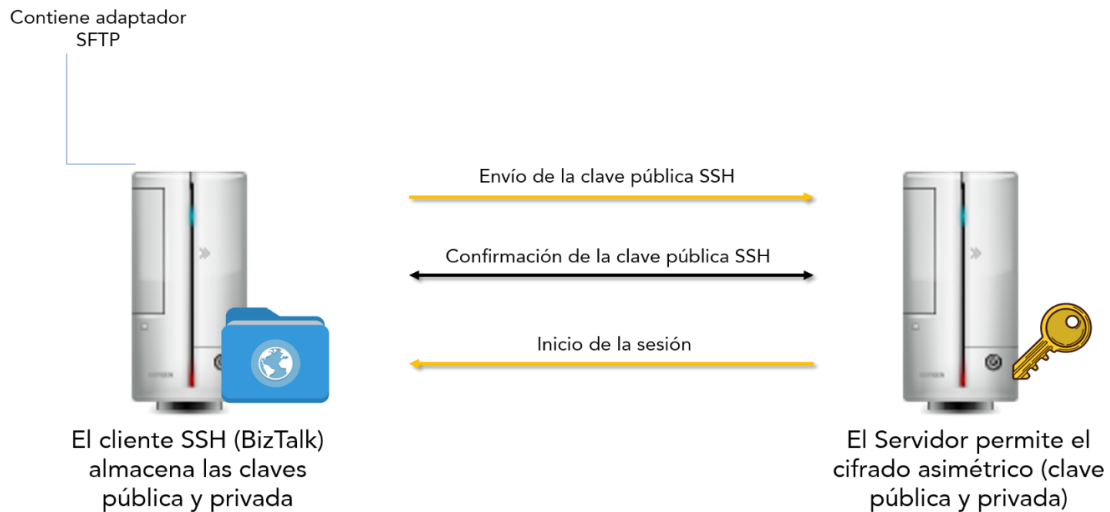 Contiene adaptador
SFTP
Envío de la clave pública SSH
Confirmación de la clave pública SSH
Inicio de la sesión
El cliente SSH (BizTalk)
almacena las claves
pública y privada
El Servidor permite el
cifrado asimétrico (clave
pública y privada)